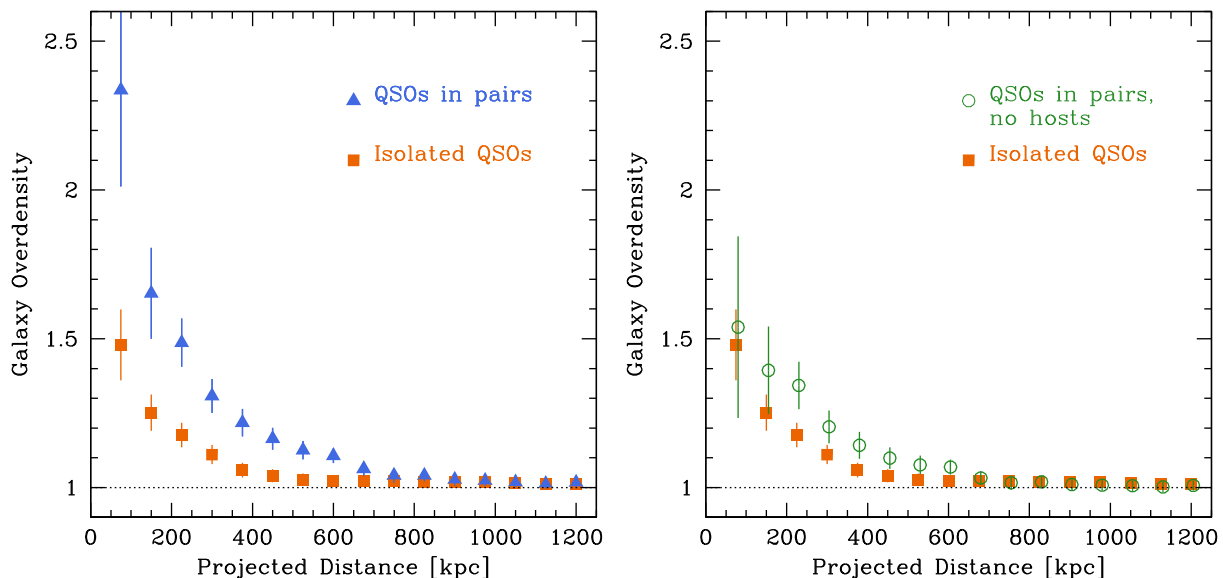 2.5
2
1.5
1
Galaxy Overdensity
QSOs in pairs
Isolated QSOs
0 200 400 600 800 1000 1200
Projected Distance [kpc]
2.5
2
1.5
1
Galaxy Overdensity
QSOs in pairs,
no hosts
Isolated QSOs
0 200 400 600 800 1000 1200
Projected Distance [kpc]